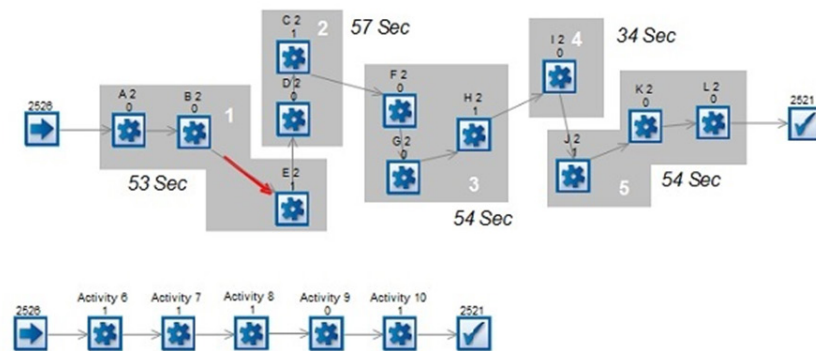 C 2
1
2
57 Sec
I 2
0
4
34 Sec
D 2
0
F 2
0
K 2
0
L 2
0
2526
A 2
0
B 2
0
1
H 2
1
2521
G 2
0
J 2
1
E 2
1
53 Sec
3
5
54 Sec
54 Sec
2526
Activity 6
1
Activity 7
1
Activity 8
1
Activity 9
0
Activity 10
1
2521